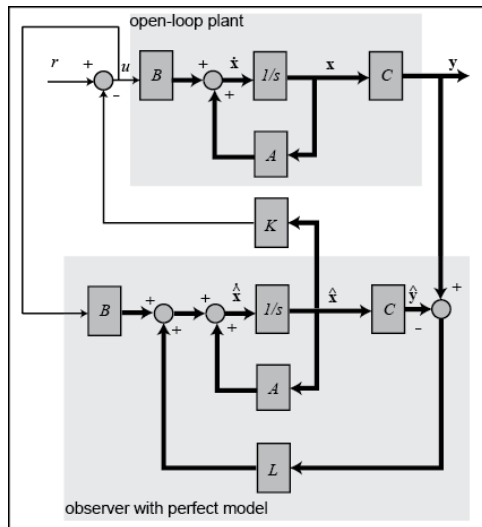 open-loop plant
r + - u B + + ẋ 1/s x C y
A
K
B + + + + x̂̇ 1/s x̂ C ŷ + -
A
L
observer with perfect model